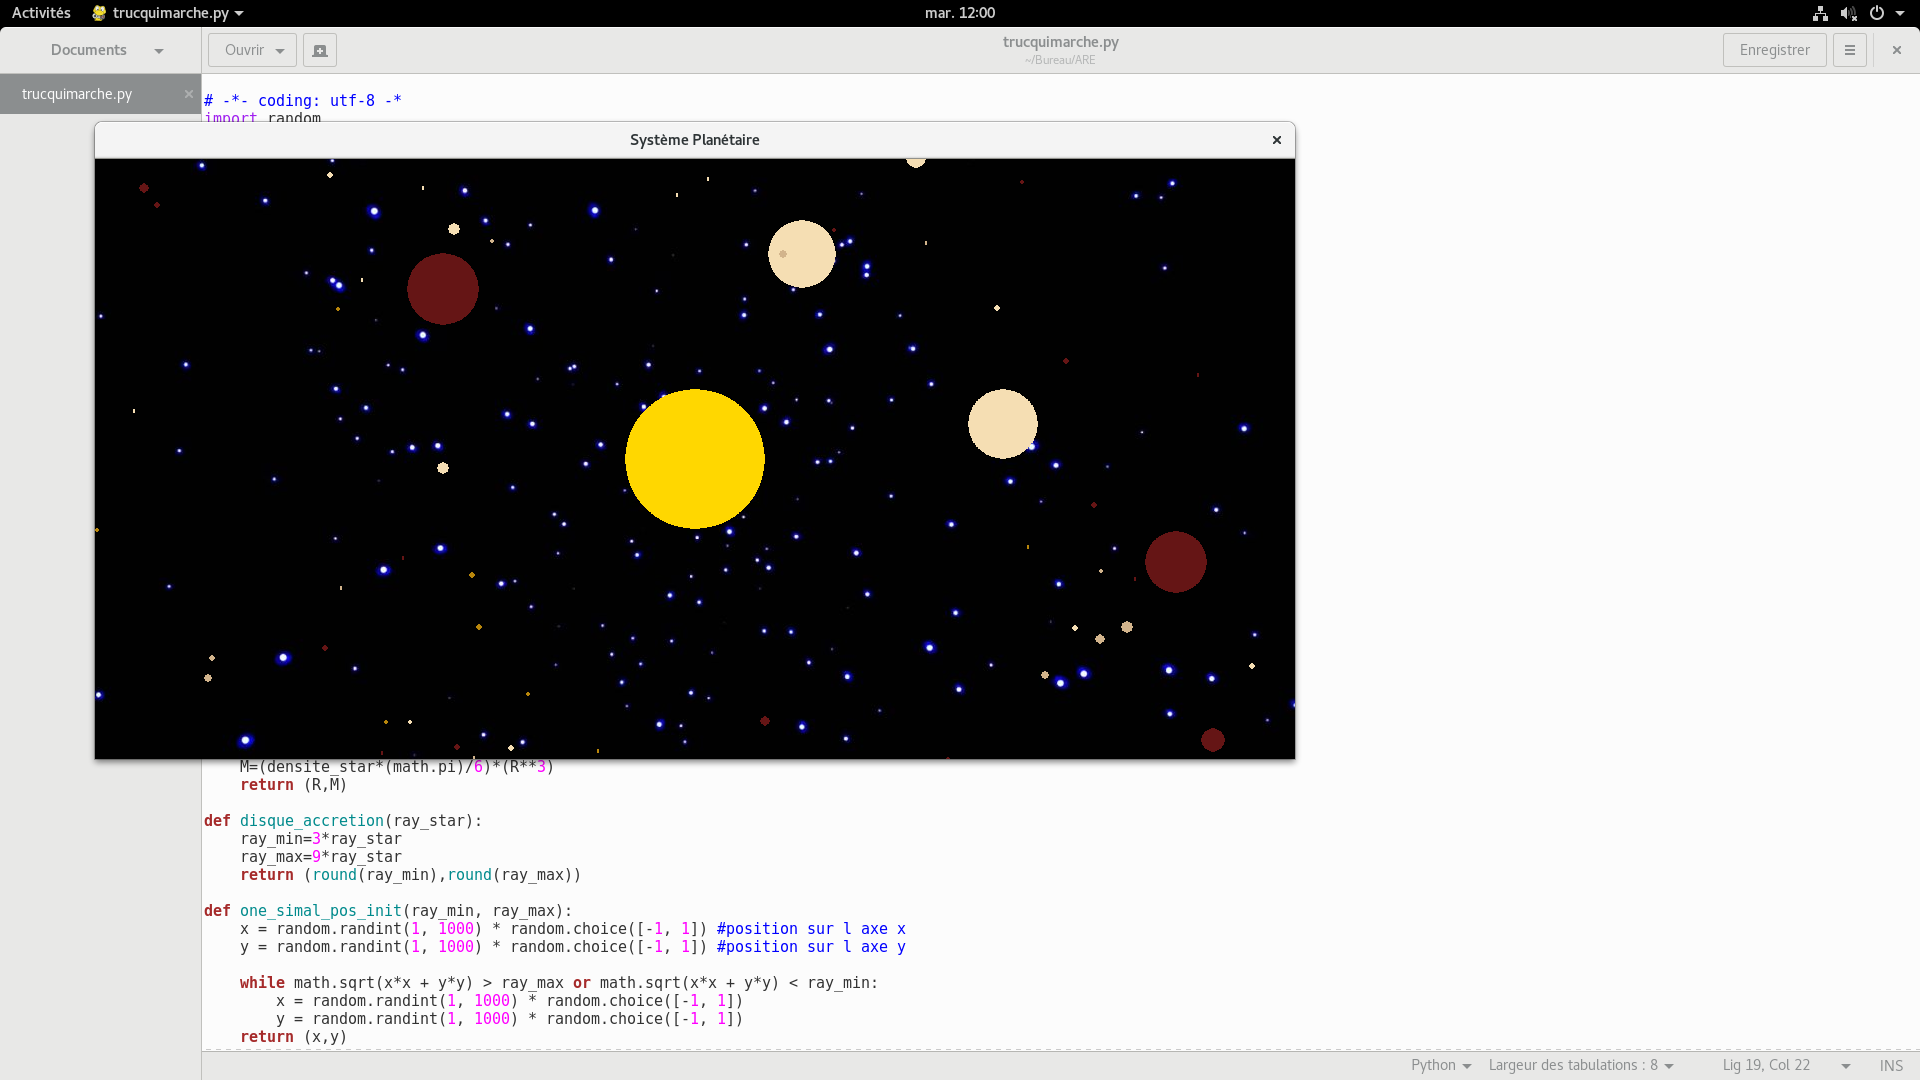 Activités trucquimarche.py mar. 12:00
Documents Ouvrir trucquimarche.py Enregistrer
~/Bureau/ARE
trucquimarche.py
# -*- coding: utf-8 -*
import random
Système Planétaire
M=(densite_star*(math.pi)/6)*(R**3)
return (R,M)
def disque_accretion(ray_star):
ray_min=3*ray_star
ray_max=9*ray_star
return (round(ray_min),round(ray_max))
def one_simal_pos_init(ray_min, ray_max):
x = random.randint(1, 1000) * random.choice([-1, 1]) #position sur l axe x
y = random.randint(1, 1000) * random.choice([-1, 1]) #position sur l axe y
while math.sqrt(x*x + y*y) > ray_max or math.sqrt(x*x + y*y) < ray_min:
x = random.randint(1, 1000) * random.choice([-1, 1])
y = random.randint(1, 1000) * random.choice([-1, 1])
return (x,y)
Python Largeur des tabulations : 8 Lig 19, Col 22 INS